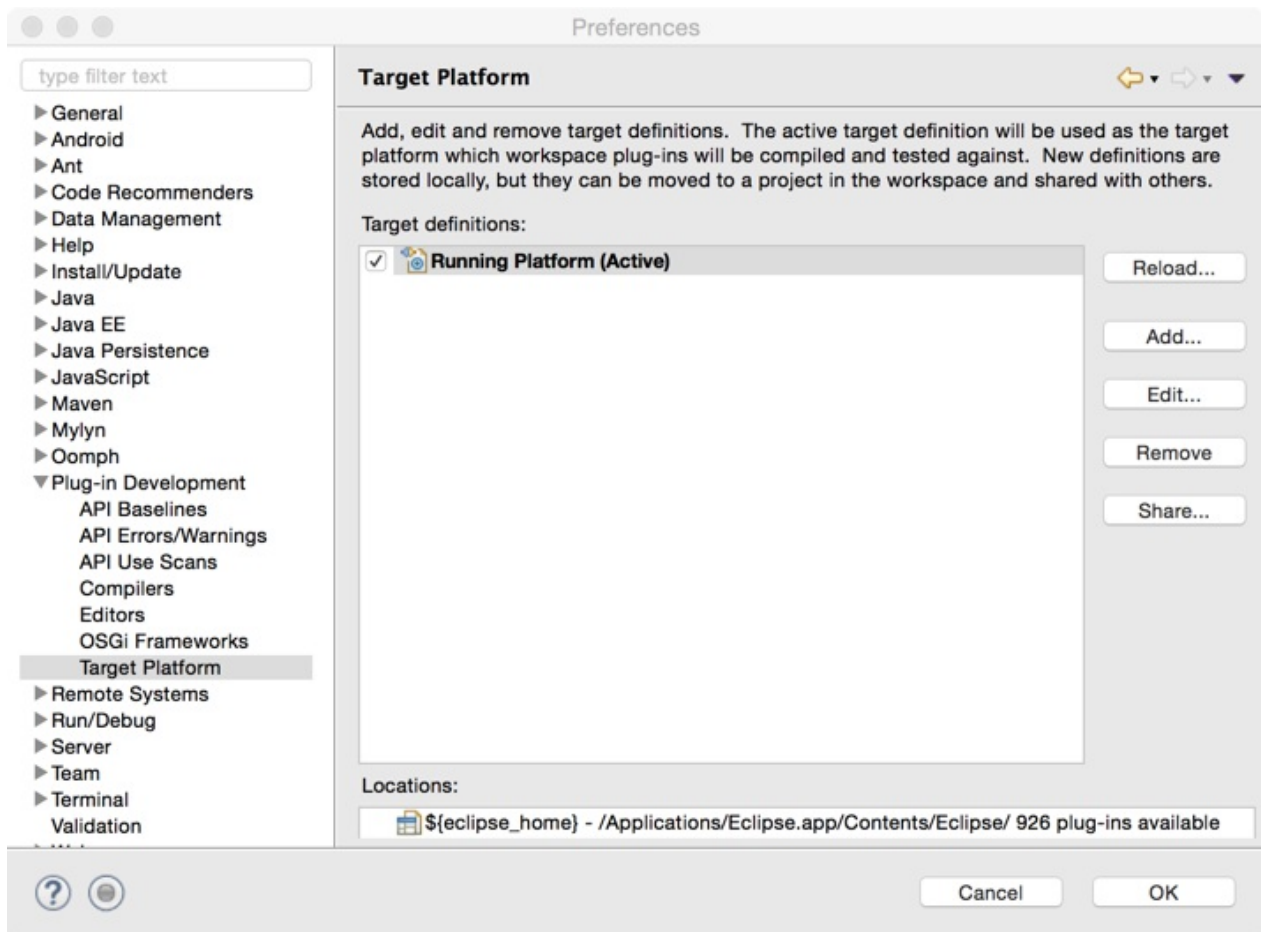 Preferences
type filter text
General
Android
Ant
Code Recommenders
Data Management
Help
Install/Update
Java
Java EE
Java Persistence
JavaScript
Maven
Mylyn
Oomph
Plug-in Development
API Baselines
API Errors/Warnings
API Use Scans
Compilers
Editors
OSGi Frameworks
Target Platform
Remote Systems
Run/Debug
Server
Team
Terminal
Validation
Target Platform
Add, edit and remove target definitions.  The active target definition will be used as the target
platform which workspace plug-ins will be compiled and tested against.  New definitions are
stored locally, but they can be moved to a project in the workspace and shared with others.
Target definitions:
Running Platform (Active)
Reload...
Add...
Edit...
Remove
Share...
Locations:
${eclipse_home} - /Applications/Eclipse.app/Contents/Eclipse/ 926 plug-ins available
?
Cancel
OK